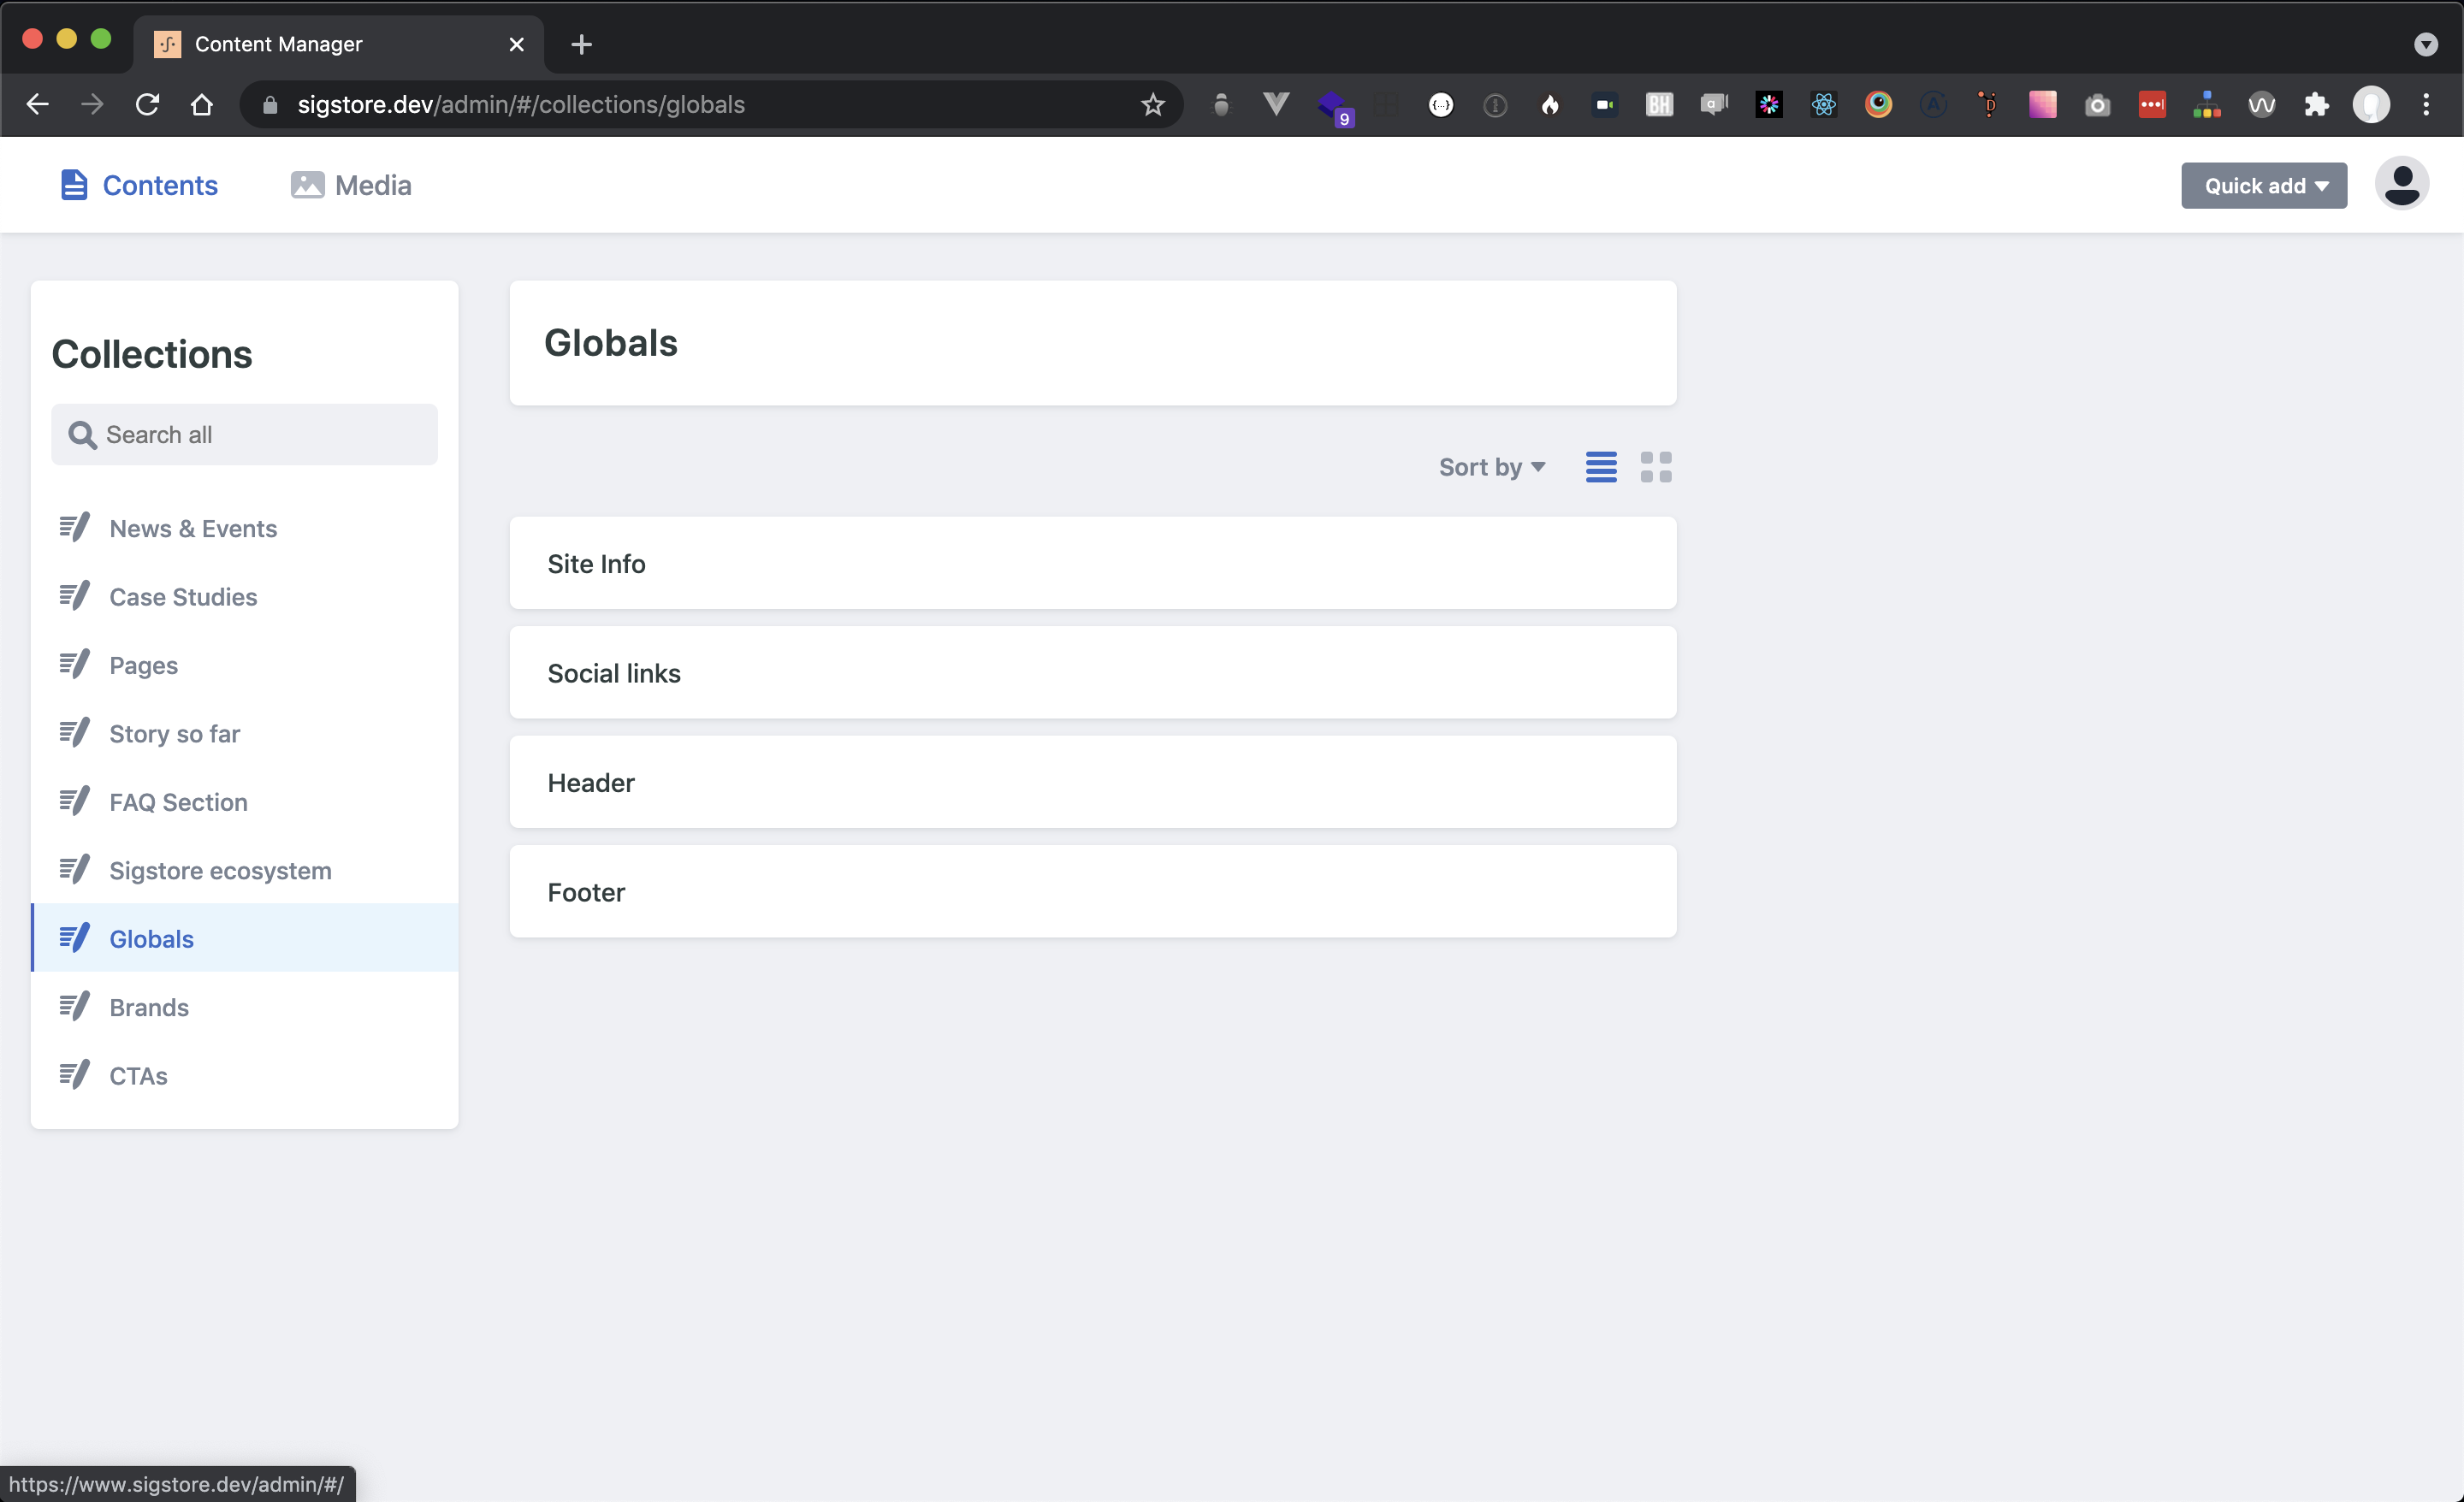 Content Manager
sigstore.dev/admin/#/collections/globals
9
BH
a
A
D
Contents
Media
Quick add
Collections
Search all
News & Events
Case Studies
Pages
Story so far
FAQ Section
Sigstore ecosystem
Globals
Brands
CTAs
Globals
Sort by
Site Info
Social links
Header
Footer
https://www.sigstore.dev/admin/#/